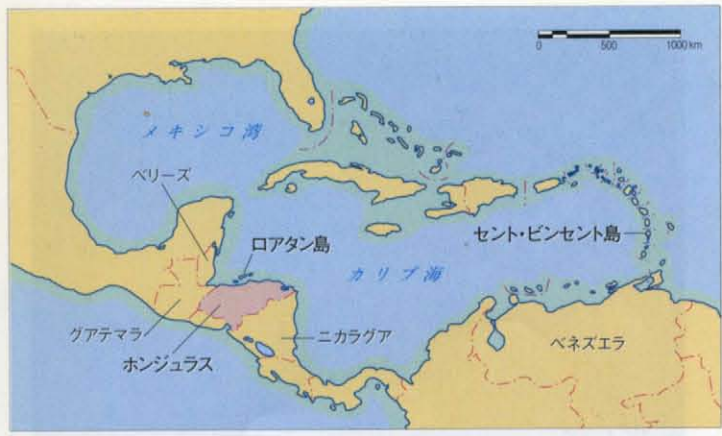 0 500 1000km
メキシコ湾
ベリーズ
ロアタン島
セント・ビンセント島
カリブ海
グアテマラ
ニカラグア
ホンジュラス
ベネズエラ